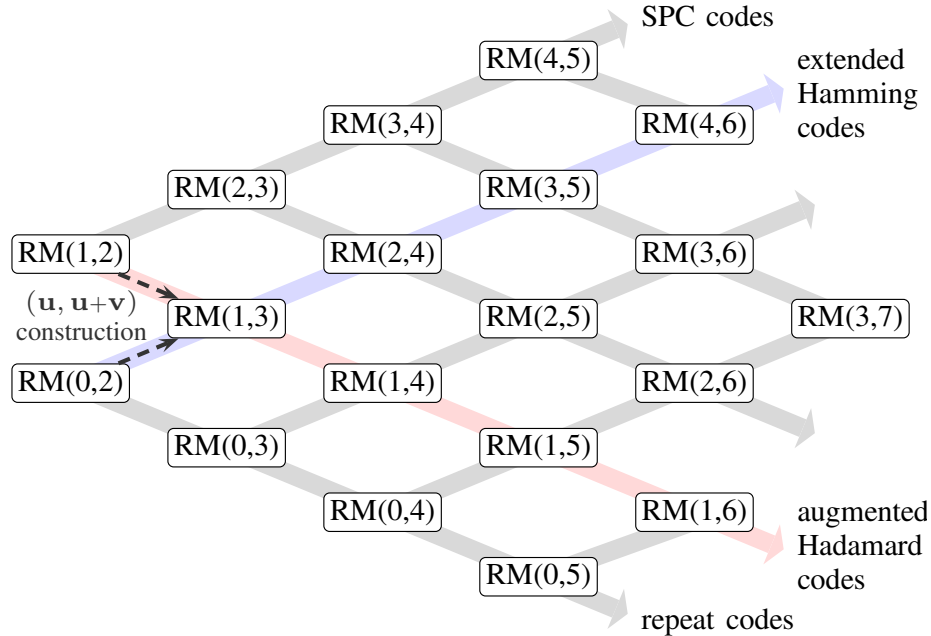 SPC codes
RM(4,5)
extended
Hamming
codes
RM(3,4)
RM(4,6)
RM(2,3)
RM(3,5)
RM(1,2)
RM(2,4)
RM(3,6)
(u, u+v)
construction
RM(1,3)
RM(2,5)
RM(3,7)
RM(0,2)
RM(1,4)
RM(2,6)
RM(0,3)
RM(1,5)
RM(0,4)
RM(1,6)
augmented
Hadamard
codes
RM(0,5)
repeat codes